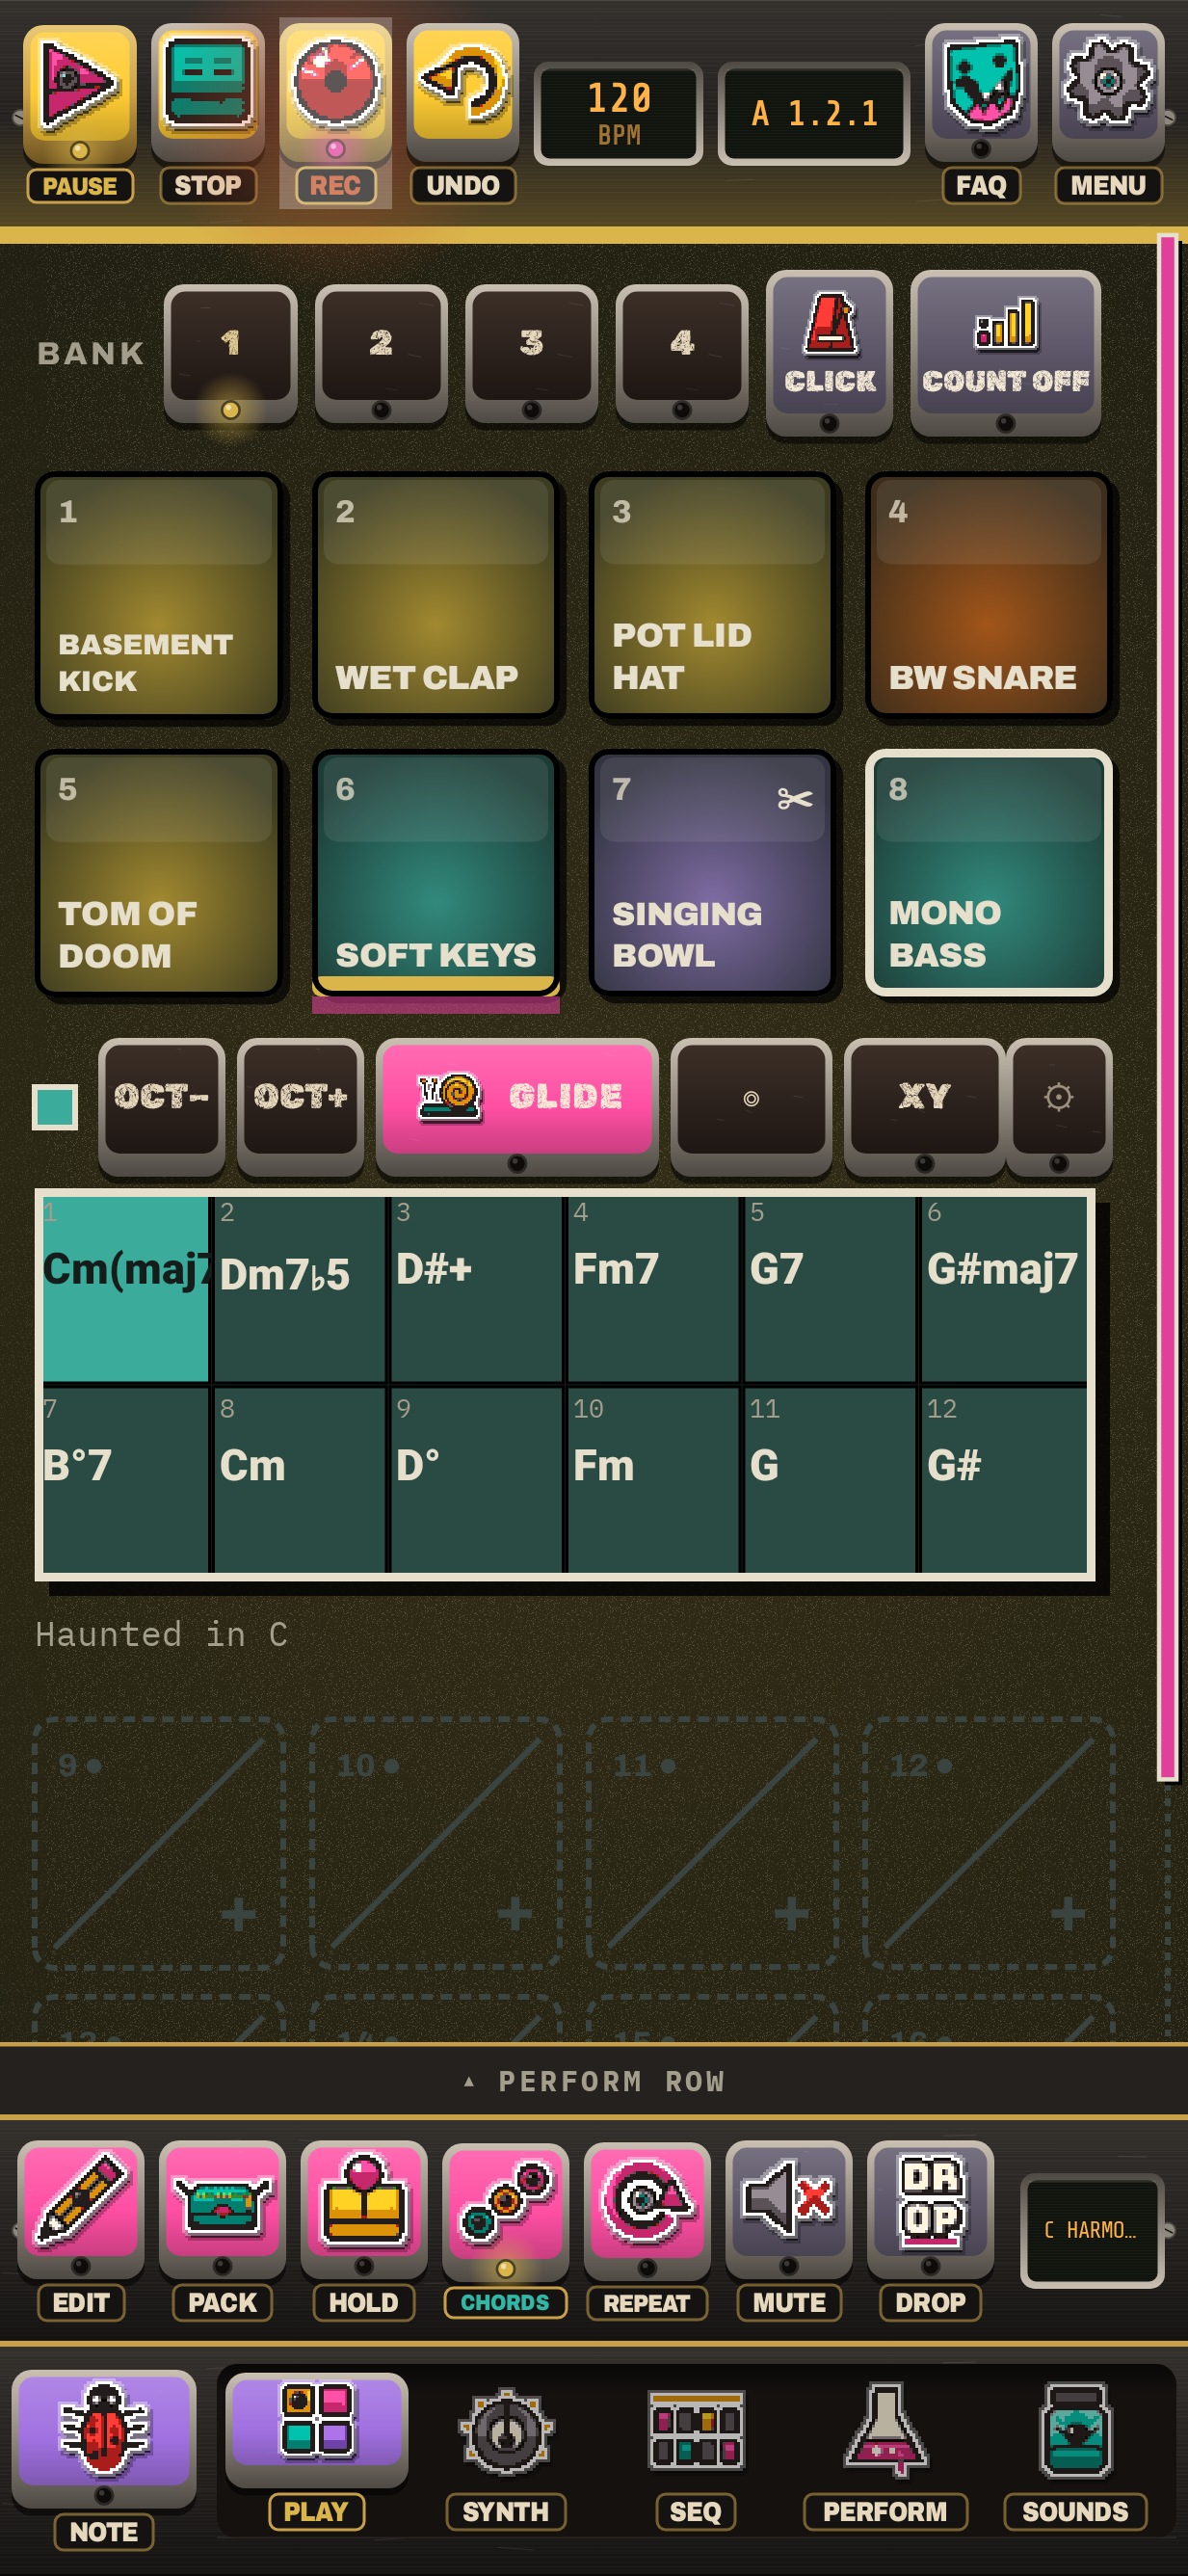 120
BPM
A 1.2.1
PAUSE
STOP
REC
UNDO
FAQ
MENU
BANK
1
2
3
4
CLICK
COUNT OFF
1
BASEMENT
KICK
2
WET CLAP
3
POT LID
HAT
4
BW SNARE
5
TOM OF
DOOM
6
SOFT KEYS
7
SINGING
BOWL
8
MONO
BASS
OCT-
OCT+
GLIDE
XY
1
Cm(maj7
2
Dm7♭5
3
D#+
4
Fm7
5
G7
6
G#maj7
7
B°7
8
Cm
9
D°
10
Fm
11
G
12
G#
Haunted in C
9
10
11
12
13
14
15
16
▲ PERFORM ROW
DR
OP
C HARMO…
EDIT
PACK
HOLD
CHORDS
REPEAT
MUTE
DROP
NOTE
PLAY
SYNTH
SEQ
PERFORM
SOUNDS